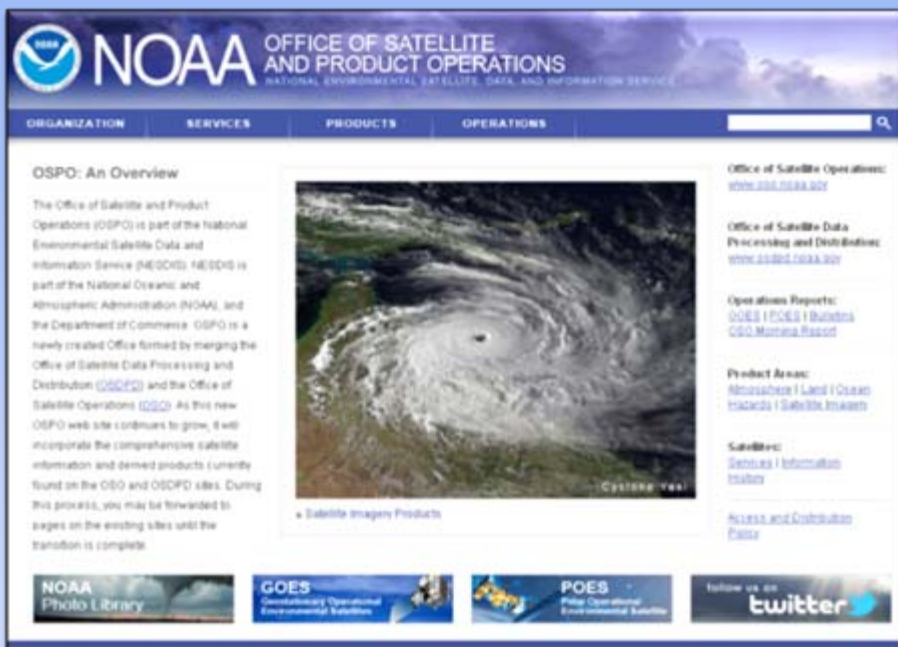 NOAA
OFFICE OF SATELLITE
AND PRODUCT OPERATIONS
NATIONAL ENVIRONMENTAL SATELLITE, DATA, AND INFORMATION SERVICE
ORGANIZATION SERVICES PRODUCTS OPERATIONS
OSPO: An Overview
The Office of Satellite and Product
Operations (OSPO) is part of the National
Environmental Satellite Data and
Information Service (NESDIS). NESDIS is
part of the National Oceanic and
Atmospheric Administration (NOAA), and
the Department of Commerce. OSPO is a
newly created Office formed by merging the
Office of Satellite Data Processing and
Distribution (OSDPD) and the Office of
Satellite Operations (OSO). As this new
OSPO web site continues to grow, it will
incorporate the comprehensive satellite
information and derived products currently
found on the OSO and OSDPD sites. During
this process, you may be forwarded to
pages on the existing sites until the
transition is complete.
Cyclone Yasi
» Satellite Imagery Products
Office of Satellite Operations:
www.oso.noaa.gov
Office of Satellite Data
Processing and Distribution:
www.osdpd.noaa.gov
Operations Reports:
GOES | POES | Bulletins
OSO Morning Report
Product Areas:
Atmosphere | Land | Ocean
Hazards | Satellite Imagery
Satellites:
Services | Information
History
Access and Distribution
Policy
NOAA
Photo Library
GOES
Geostationary Operational
Environmental Satellites
POES
Polar Operational
Environmental Satellite
follow us on
twitter